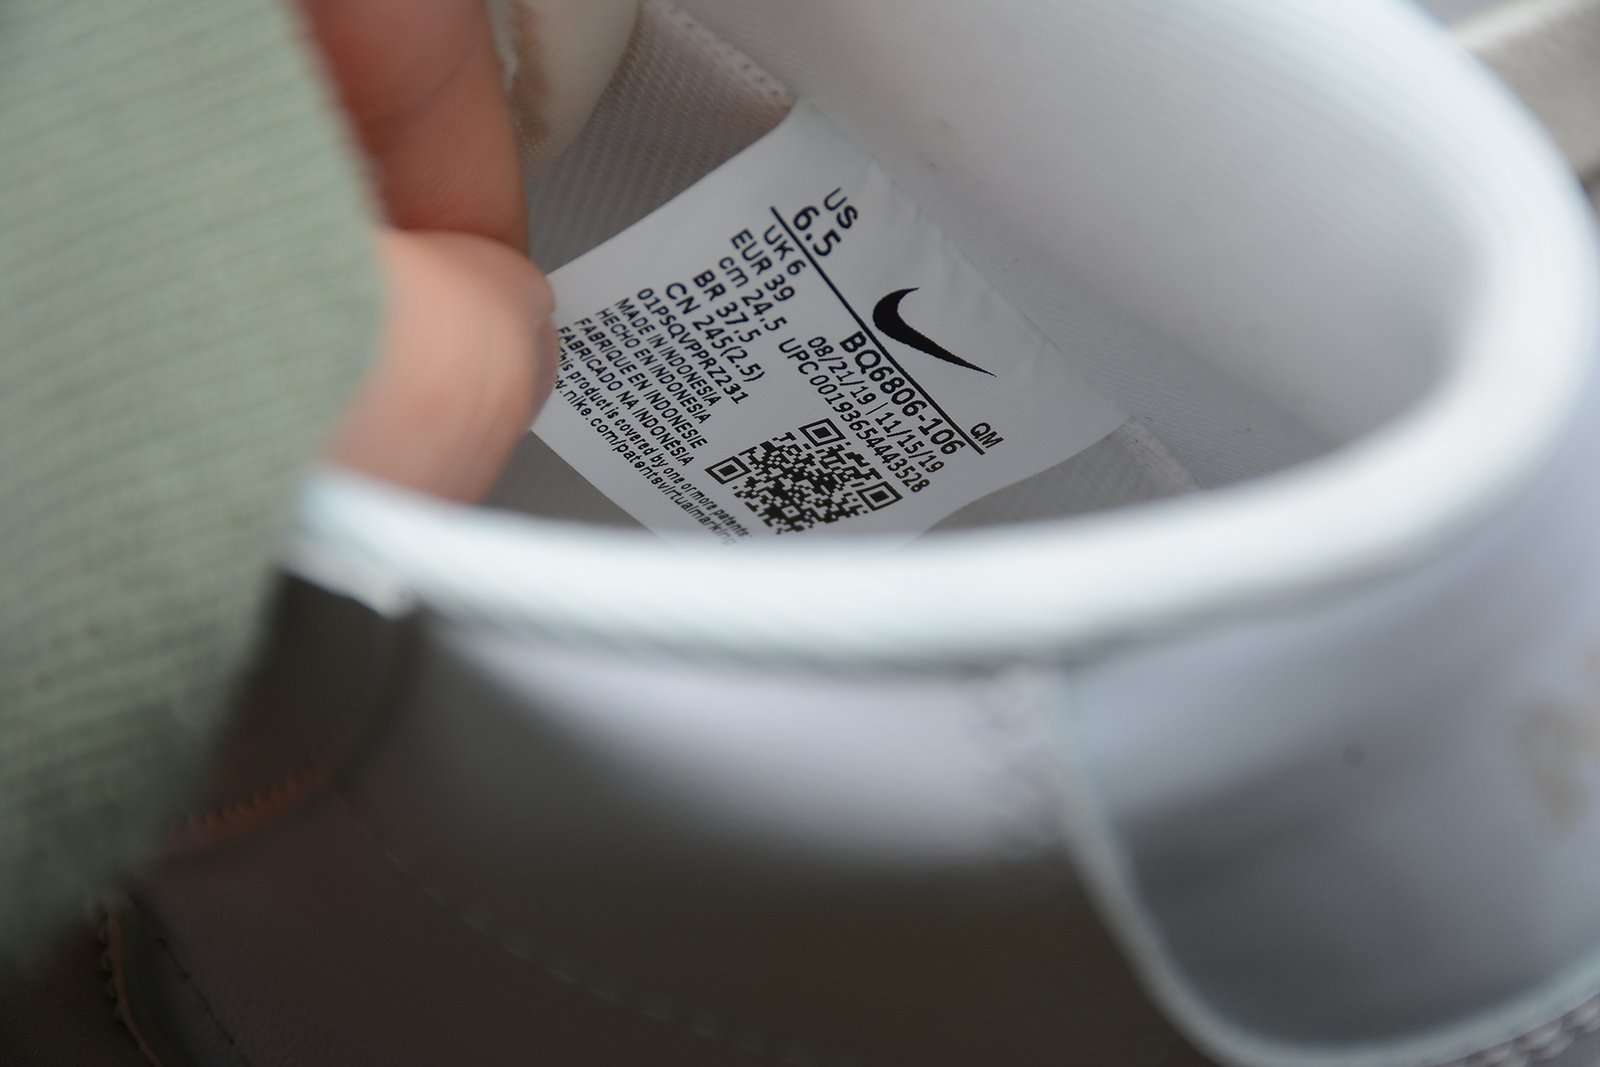 US
6.5
UK 6
EUR 39
cm 24.5
BR 37,5
CN 245(2.5)
01PSQVPPRZ231
MADE IN INDONESIA
HECHO EN INDONESIA
FABRIQUE EN INDONESIE
FABRICADO NA INDONESIA
This product is covered by one or more patents
.nike.com/patentsvirtualmarking
BQ6806-106 QM
08/21/19 | 11/15/19
UPC 00193654443528